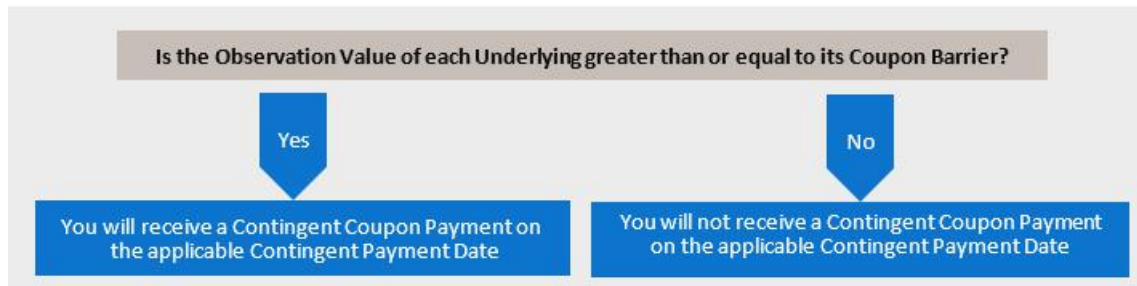 Is the Observation Value of each Underlying greater than or equal to its Coupon Barrier?
Yes
No
You will receive a Contingent Coupon Payment on
the applicable Contingent Payment Date
You will not receive a Contingent Coupon Payment
on the applicable Contingent Payment Date